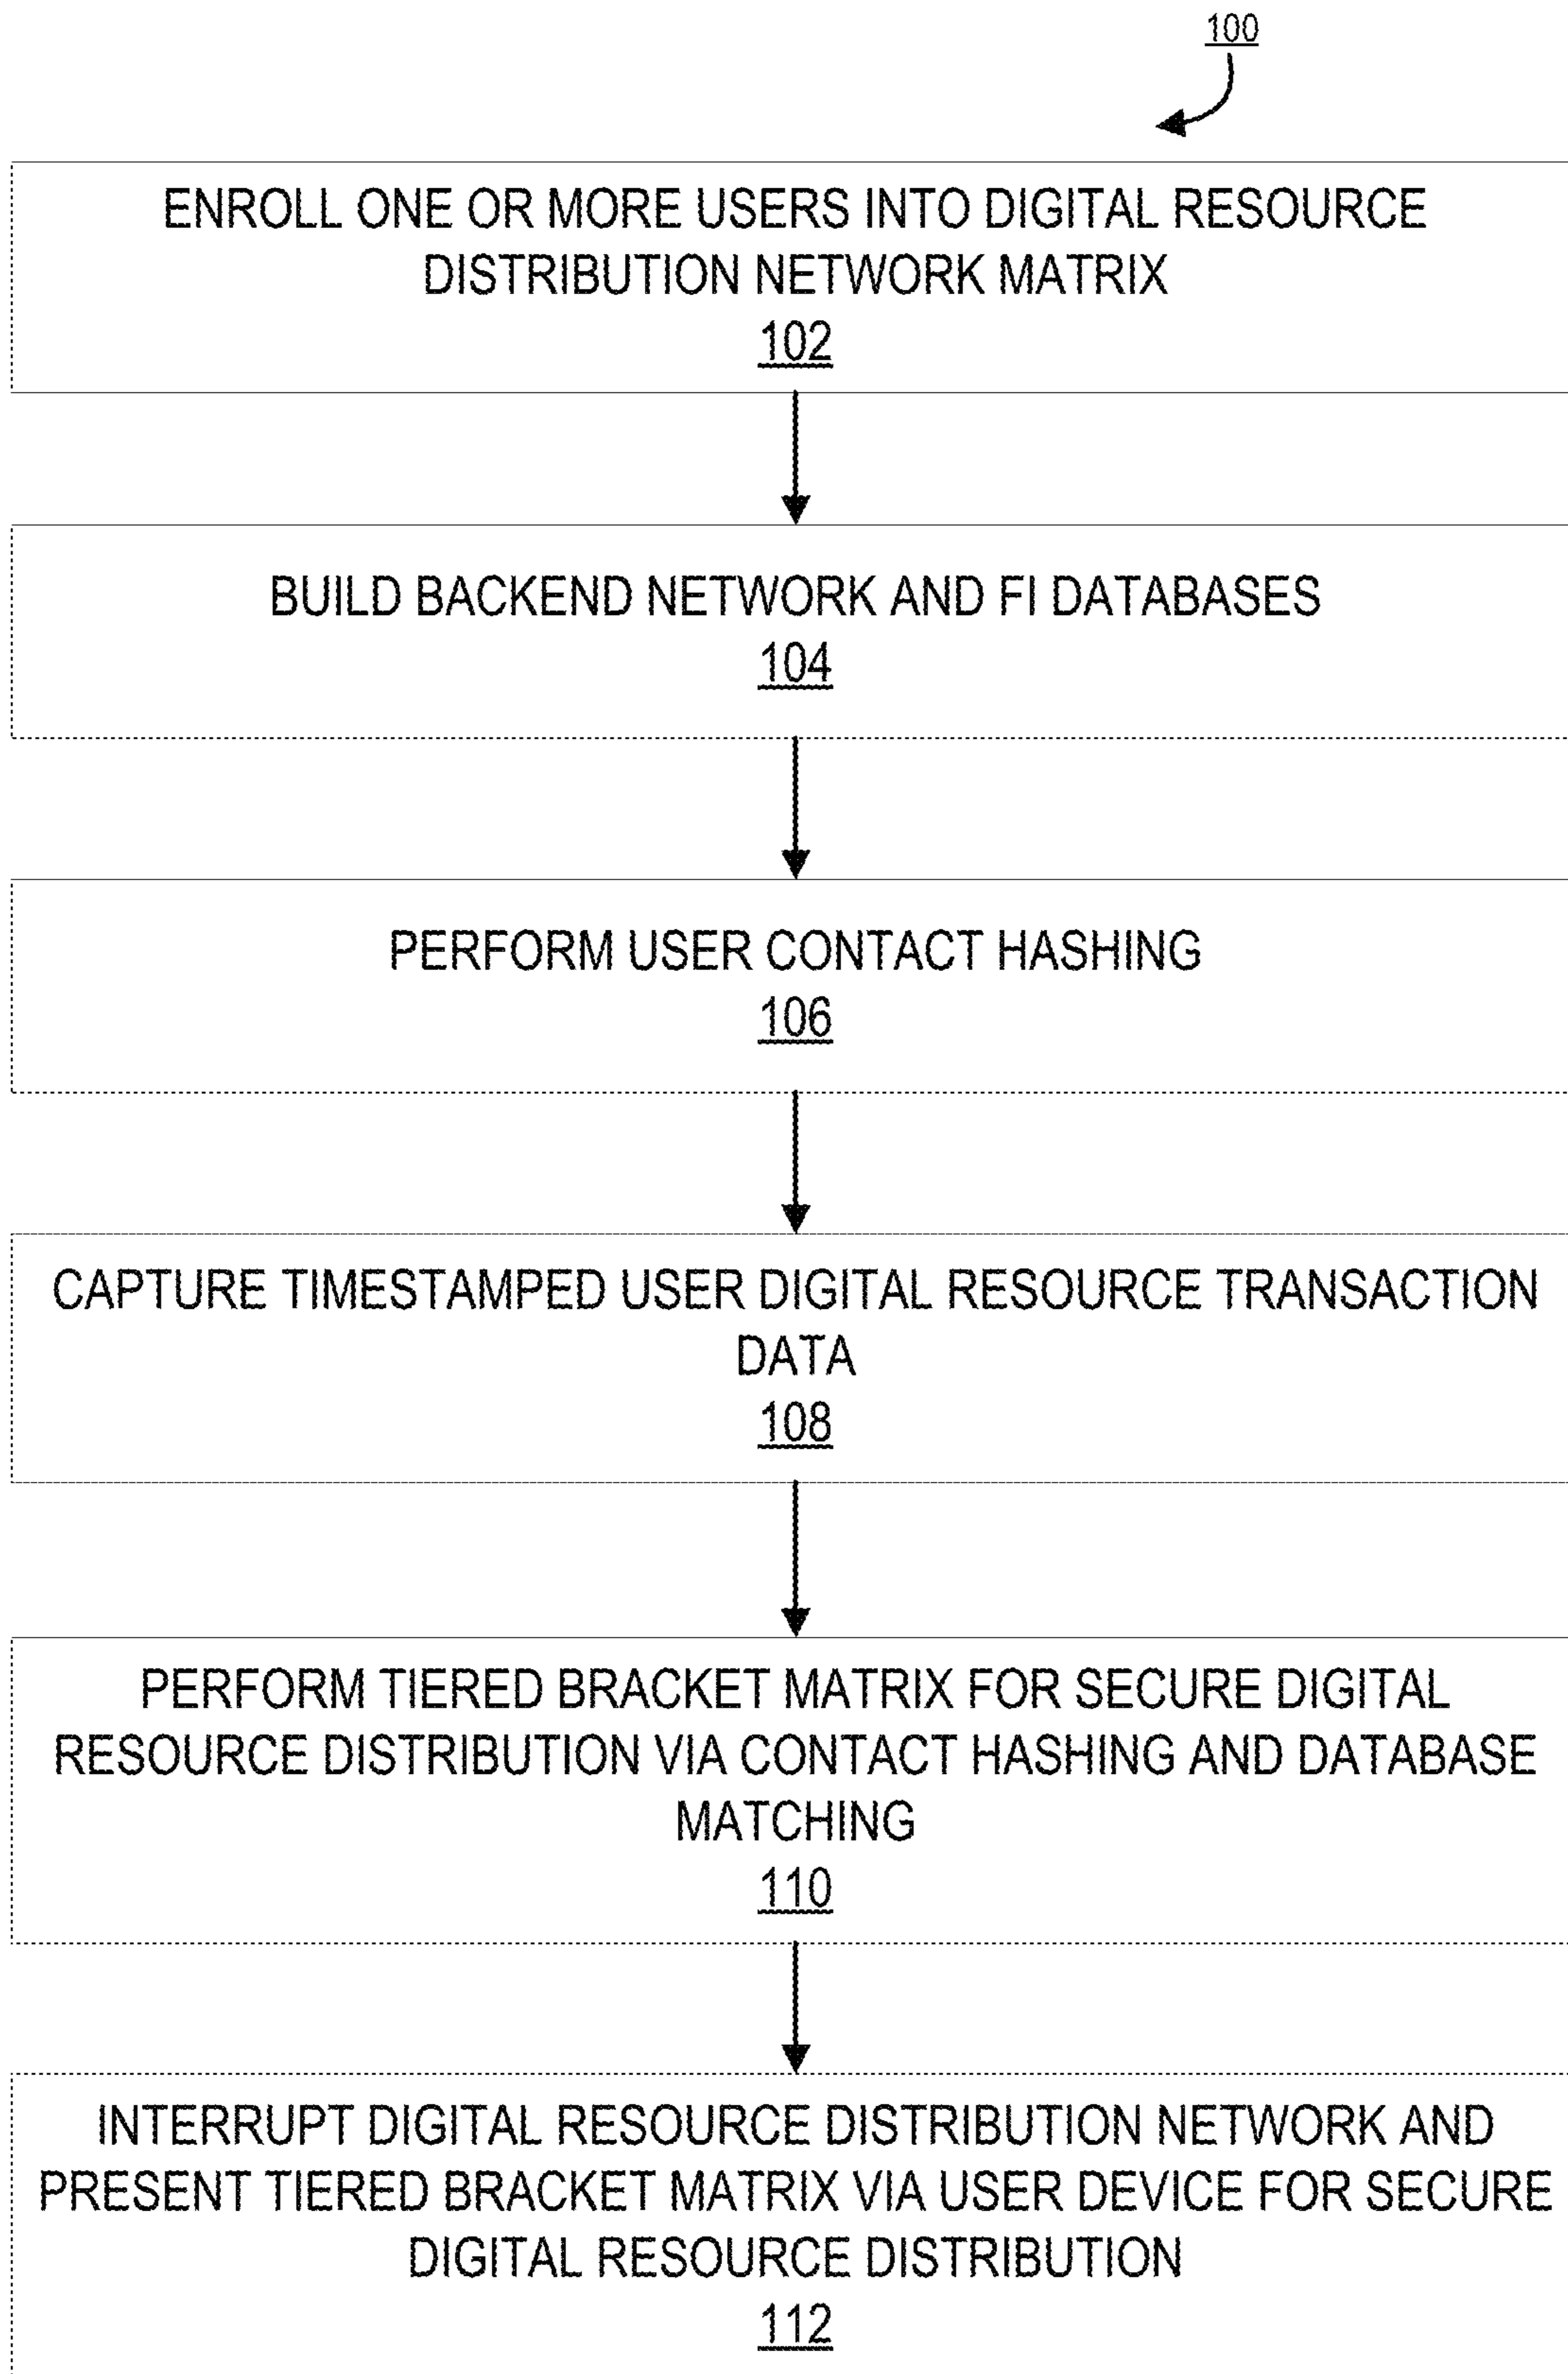 100
ENROLL ONE OR MORE USERS INTO DIGITAL RESOURCE
DISTRIBUTION NETWORK MATRIX
102
BUILD BACKEND NETWORK AND FI DATABASES
104
PERFORM USER CONTACT HASHING
106
CAPTURE TIMESTAMPED USER DIGITAL RESOURCE TRANSACTION
DATA
108
PERFORM TIERED BRACKET MATRIX FOR SECURE DIGITAL
RESOURCE DISTRIBUTION VIA CONTACT HASHING AND DATABASE
MATCHING
110
INTERRUPT DIGITAL RESOURCE DISTRIBUTION NETWORK AND
PRESENT TIERED BRACKET MATRIX VIA USER DEVICE FOR SECURE
DIGITAL RESOURCE DISTRIBUTION
112